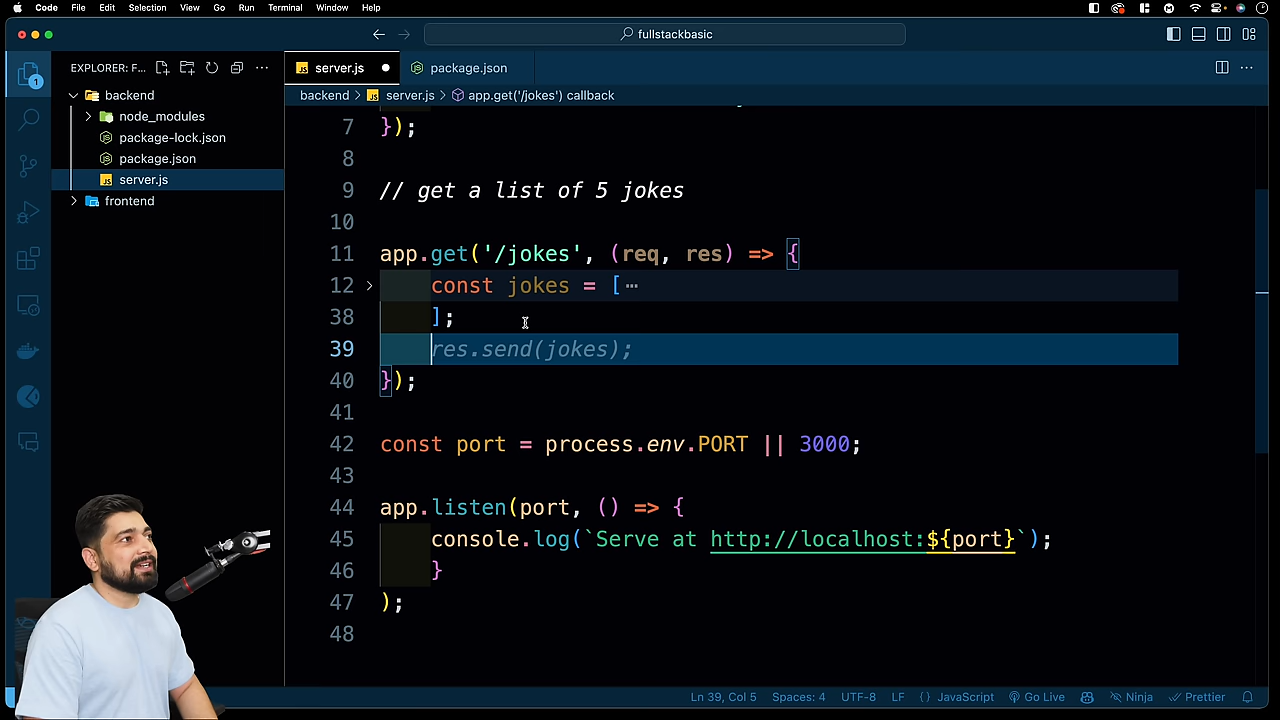 Code File Edit Selection View Go Run Terminal Window Help
fullstackbasic
EXPLORER: F...
server.js
package.json
backend > server.js > app.get('/jokes') callback
1
backend
node_modules
package-lock.json
package.json
server.js
frontend
7 });
8
9 // get a list of 5 jokes
10
11 app.get('/jokes', (req, res) => {
12 const jokes = [ ⋯
38 ];
39 res.send(jokes);
40 });
41
42 const port = process.env.PORT || 3000;
43
44 app.listen(port, () => {
45 console.log(`Serve at http://localhost:${port}`);
46 }
47 );
48
Ln 39, Col 5 Spaces: 4 UTF-8 LF {} JavaScript Go Live Ninja Prettier